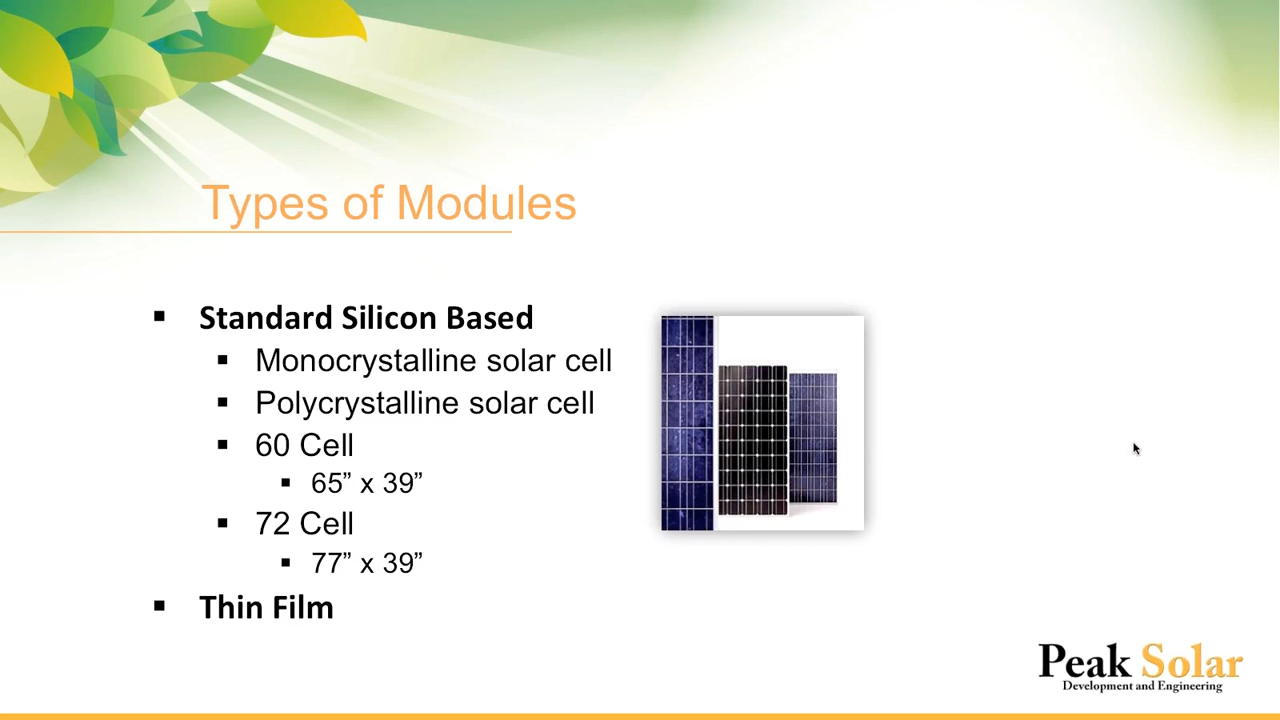 Types of Modules
Standard Silicon Based
Monocrystalline solar cell
Polycrystalline solar cell
60 Cell
65” x 39”
72 Cell
77” x 39”
Thin Film
Peak Solar
Development and Engineering